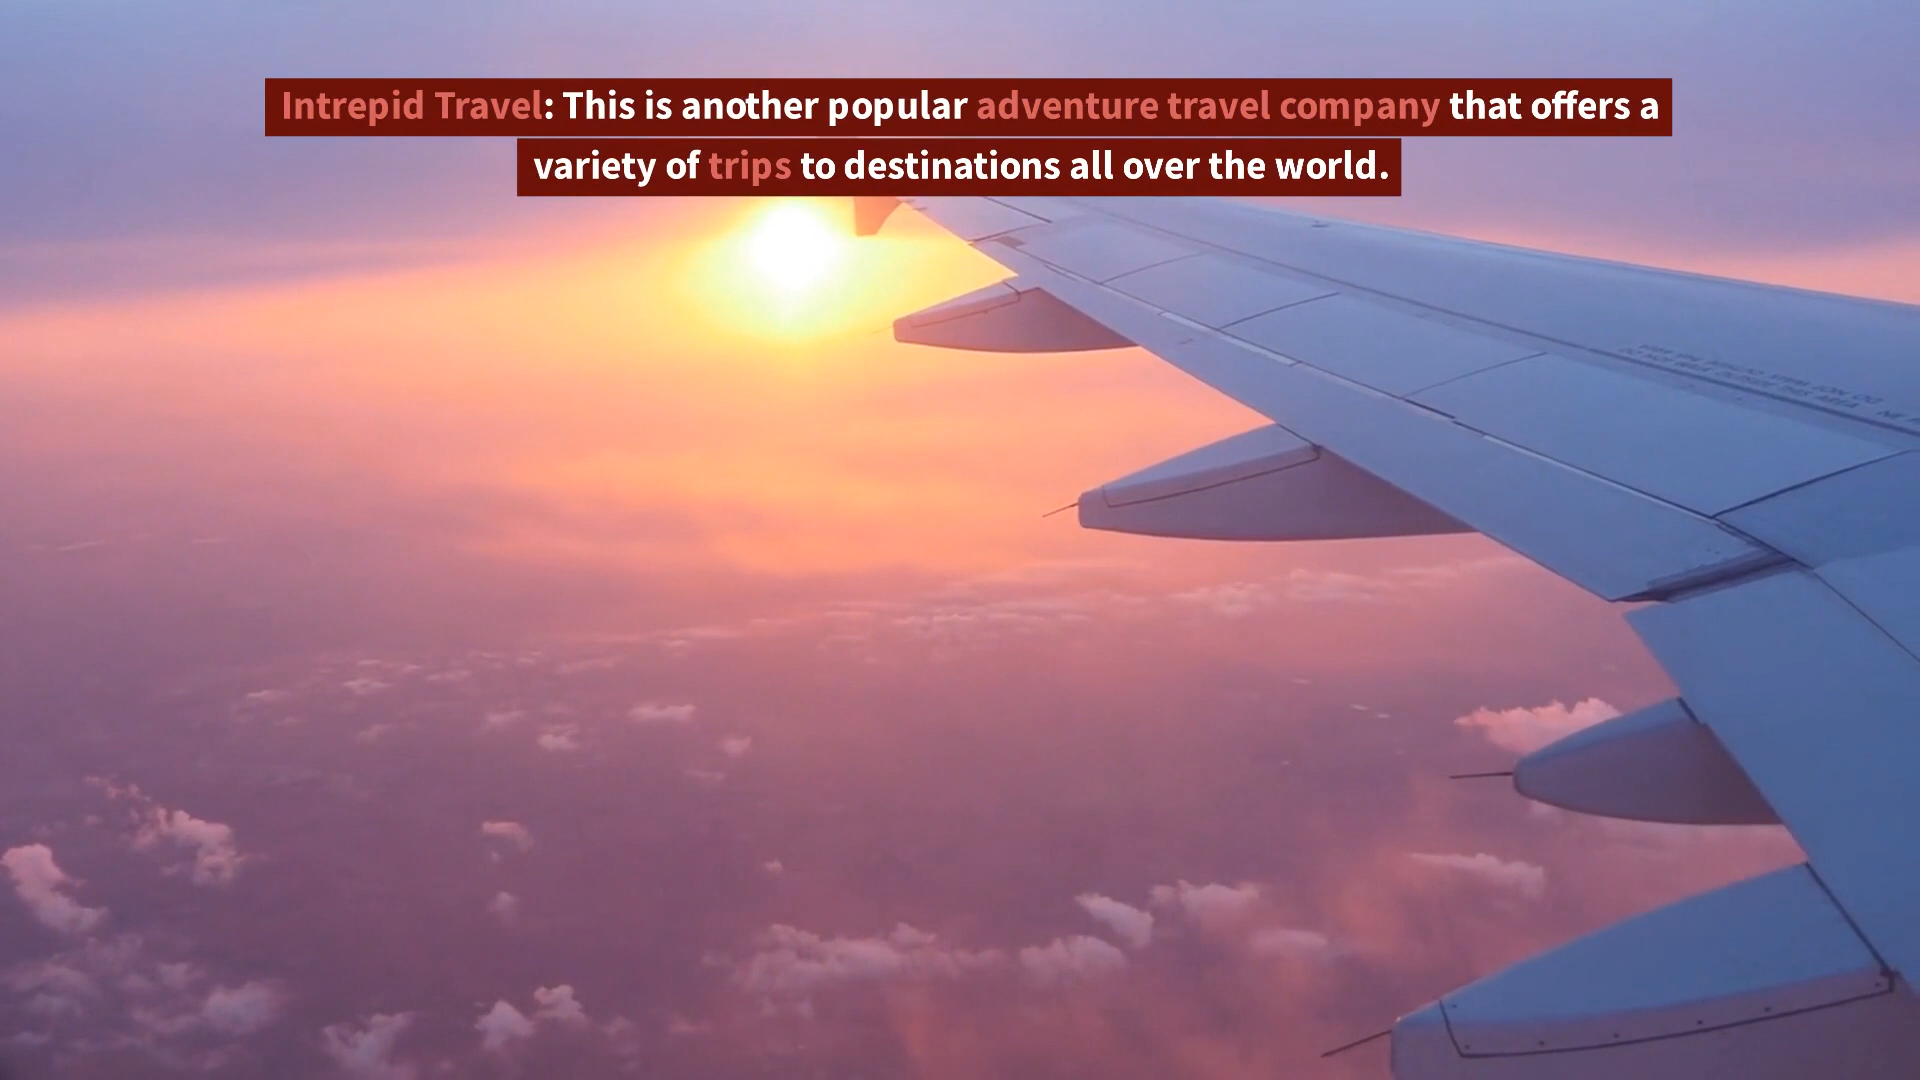 Intrepid Travel: This is another popular adventure travel company that offers a
variety of trips to destinations all over the world.